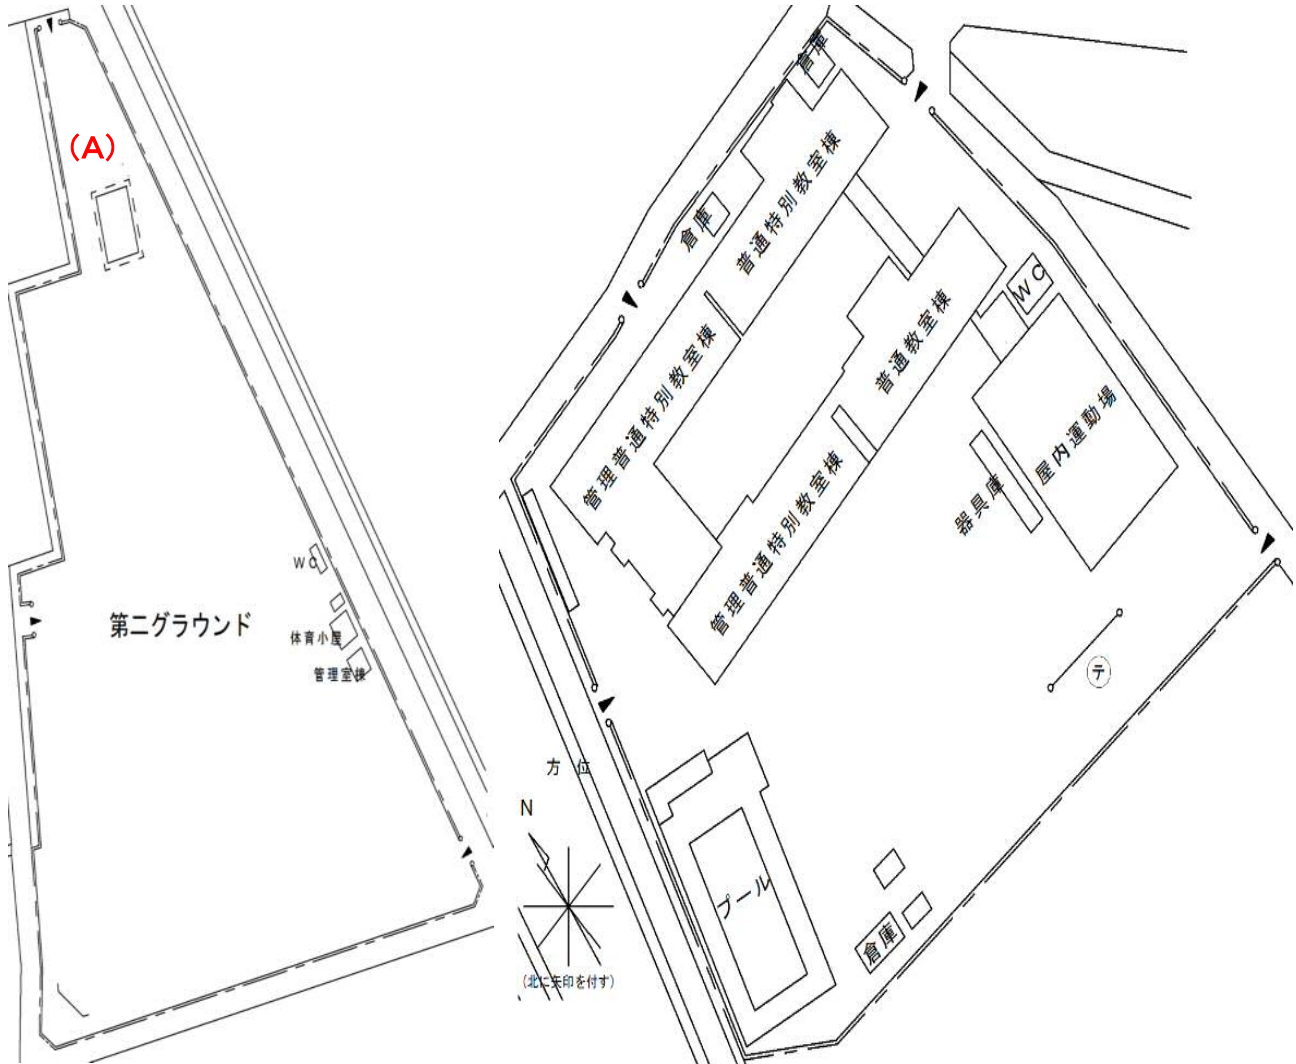 (A)
WC
第二グラウンド
体育小屋
管理室棟
倉庫
倉庫
普通特別教室棟
管理普通特別教室棟
普通教室棟
管理普通特別教室棟
WC
屋内運動場
器具庫
テ
方位
N
(北に矢印を付す)
プール
倉庫